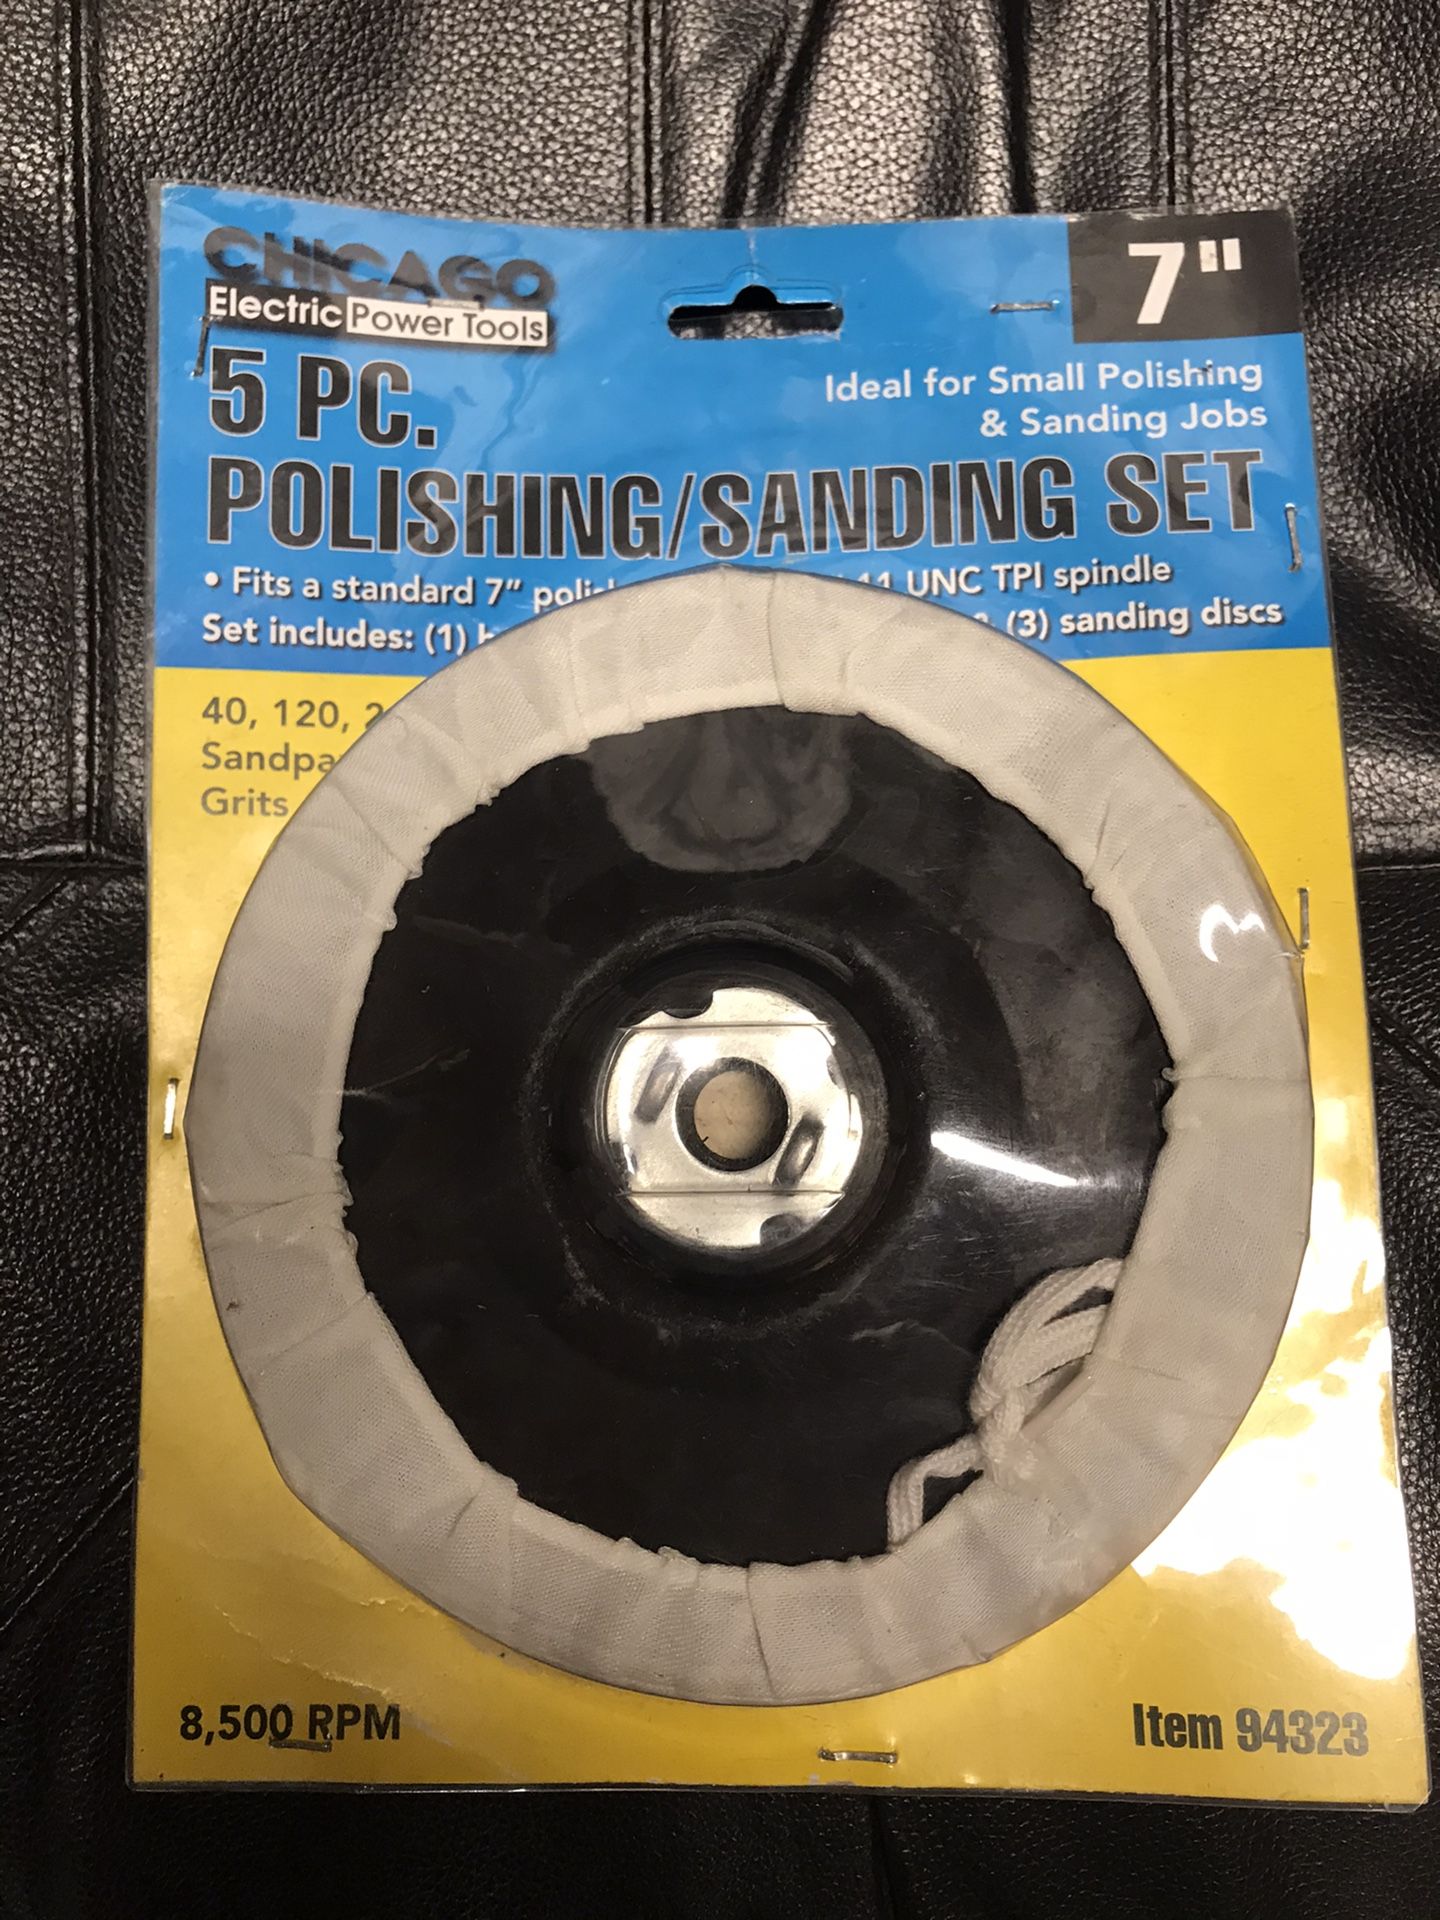 CHICAGO
Electric Power Tools
7"
5 PC.
Ideal for Small Polishing
& Sanding Jobs
POLISHING/SANDING SET
• Fits a standard 7" 11 UNC TPI spindle
Set includes: (1) (3) sanding discs
40, 120,
Grits
8,500 RPM
Item 94323